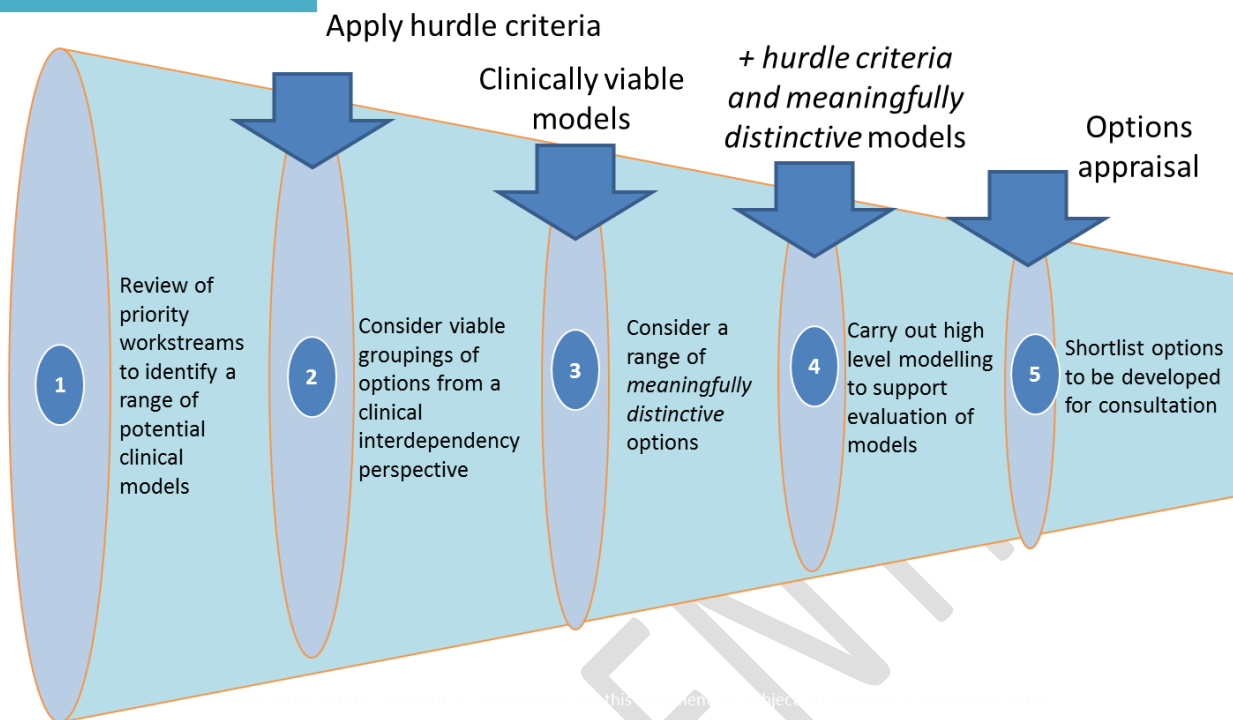 Apply hurdle criteria
Clinically viable
models
+ hurdle criteria
and meaningfully
distinctive models
Options
appraisal
1
Review of
priority
workstreams
to identify a
range of
potential
clinical
models
2
Consider viable
groupings of
options from a
clinical
interdependency
perspective
3
Consider a
range of
meaningfully
distinctive
options
4
Carry out high
level modelling
to support
evaluation of
models
5
Shortlist options
to be developed
for consultation
ENT
this